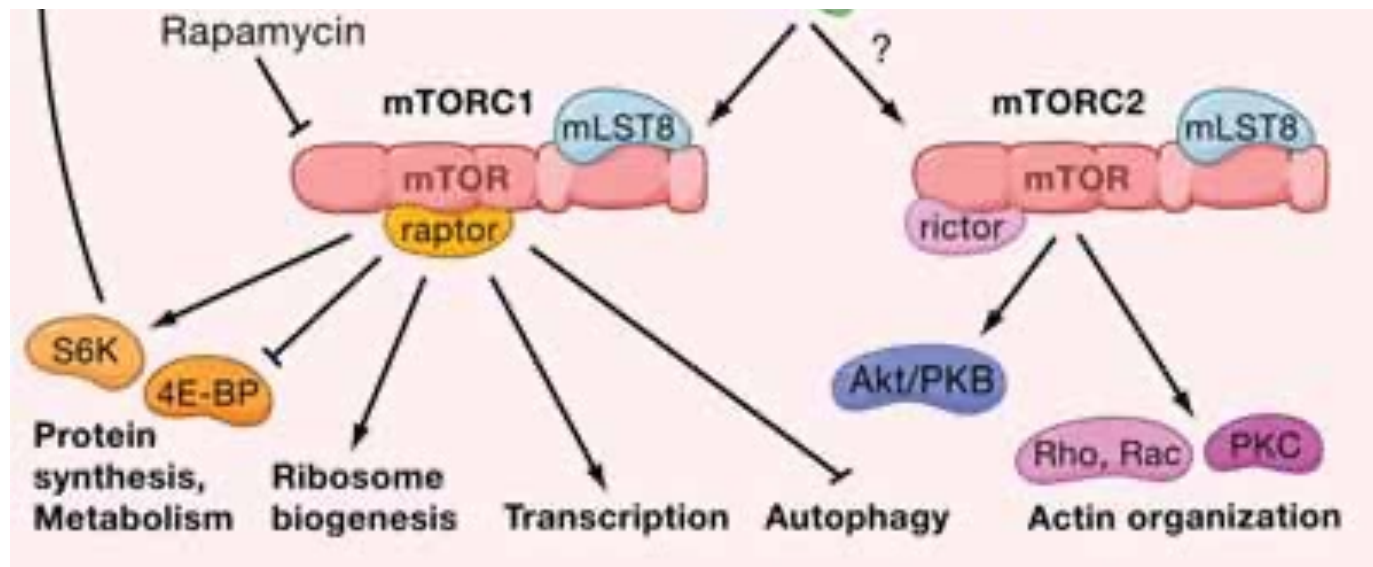 Rapamycin
?
mTORC1
mLST8
mTOR
raptor
mTORC2
mLST8
mTOR
rictor
S6K
4E-BP
Protein
synthesis,
Metabolism
Ribosome
biogenesis
Transcription
Autophagy
Akt/PKB
Rho, Rac
PKC
Actin organization